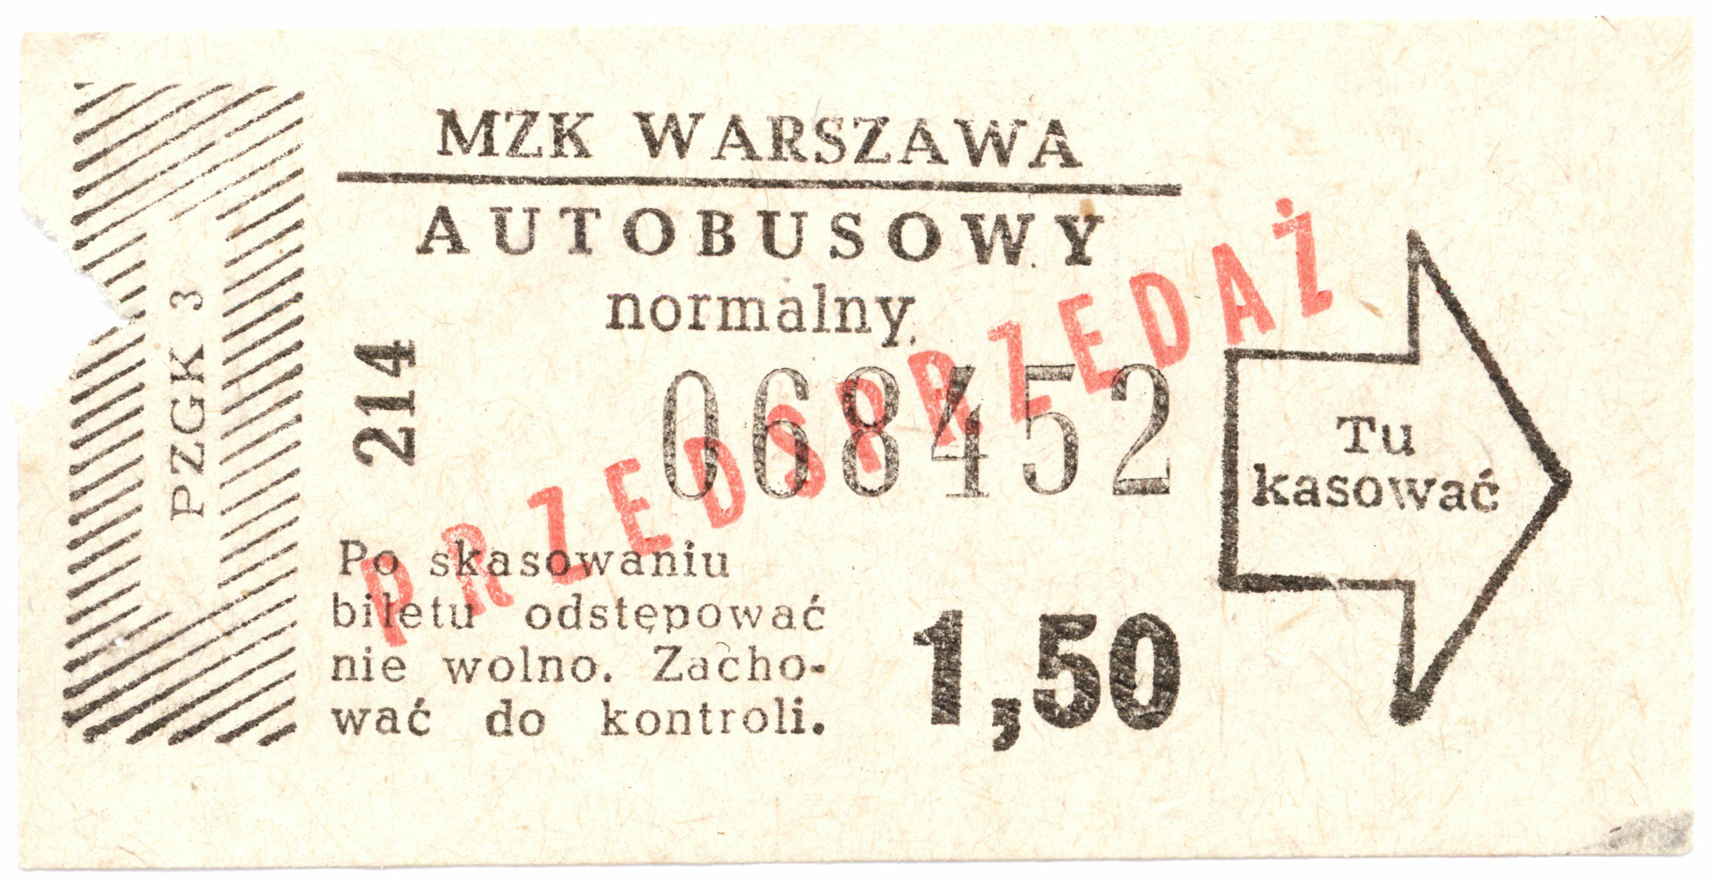 MZK WARSZAWA
AUTOBUSOWY
normalny
PZGK 3
214
068452
PRZEDSPRZEDAŻ
Tu
kasować
Po skasowaniu
biletu odstępować
nie wolno. Zacho-
wać do kontroli.
1,50